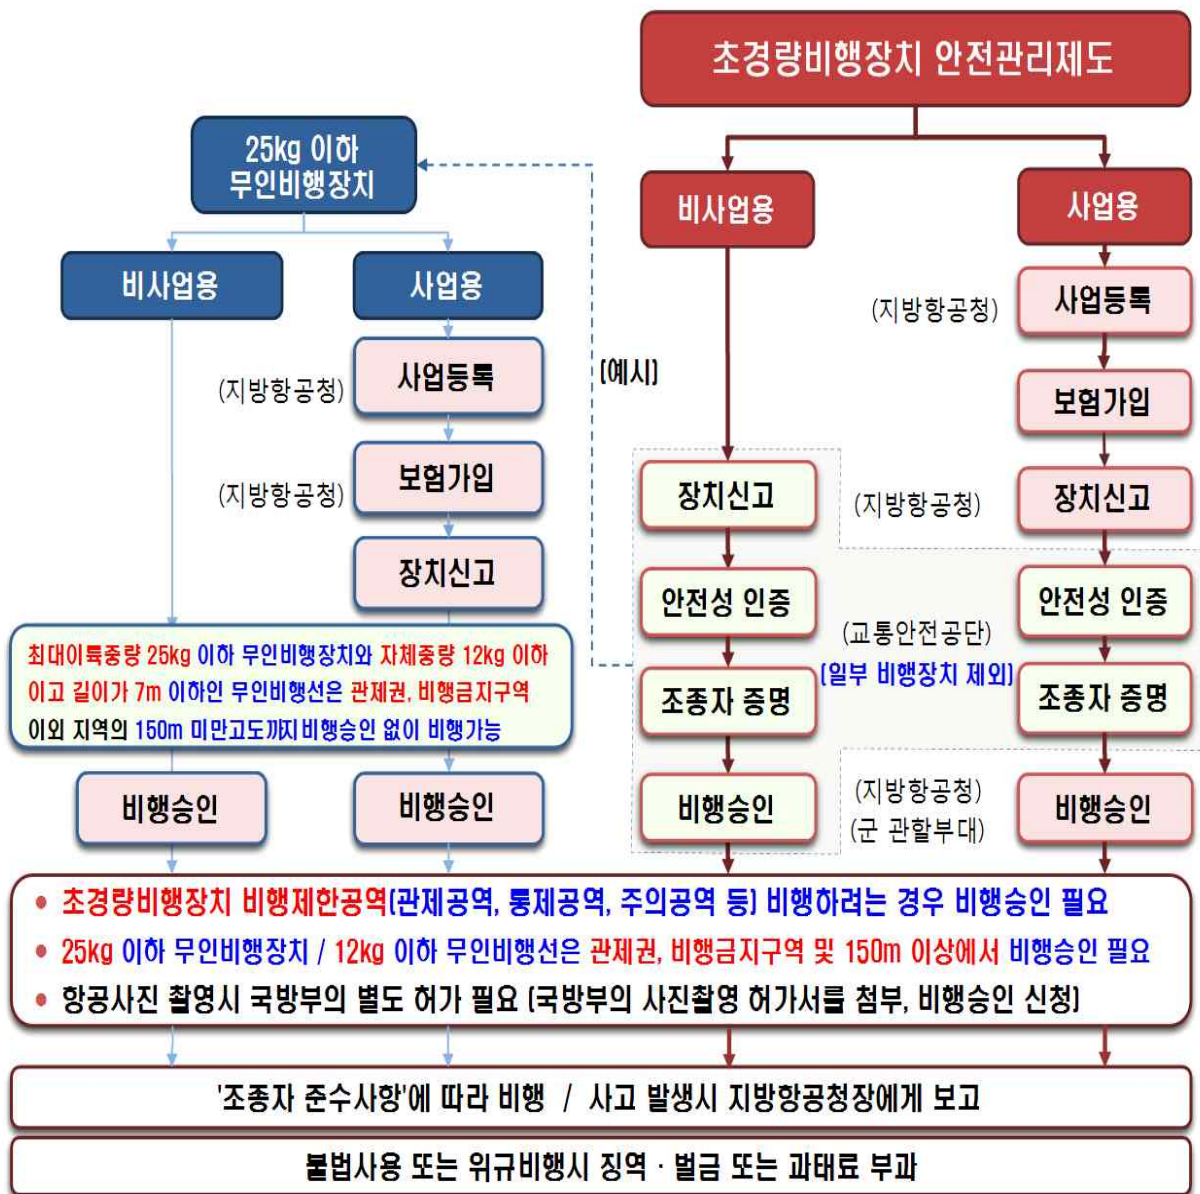 초경량비행장치 안전관리제도
25kg 이하
무인비행장치
비사업용
사업용
비사업용
사업용
(지방항공청)
사업등록
(지방항공청)
사업등록
[예시]
보험가입
(지방항공청)
보험가입
장치신고
(지방항공청)
장치신고
장치신고
안전성 인증
안전성 인증
(교통안전공단)
[일부 비행장치 제외]
조종자 증명
조종자 증명
최대이륙중량 25kg 이하 무인비행장치와 자체중량 12kg 이하
이고 길이가 7m 이하인 무인비행선은 관제권, 비행금지구역
이외 지역의 150m 미만고도까지 비행승인 없이 비행가능
비행승인
비행승인
비행승인
(지방항공청)
(군 관할부대)
비행승인
• 초경량비행장치 비행제한공역(관제공역, 통제공역, 주의공역 등) 비행하려는 경우 비행승인 필요
• 25kg 이하 무인비행장치 / 12kg 이하 무인비행선은 관제권, 비행금지구역 및 150m 이상에서 비행승인 필요
• 항공사진 촬영시 국방부의 별도 허가 필요 (국방부의 사진촬영 허가서를 첨부, 비행승인 신청)
'조종자 준수사항'에 따라 비행 / 사고 발생시 지방항공청장에게 보고
불법사용 또는 위규비행시 징역 · 벌금 또는 과태료 부과